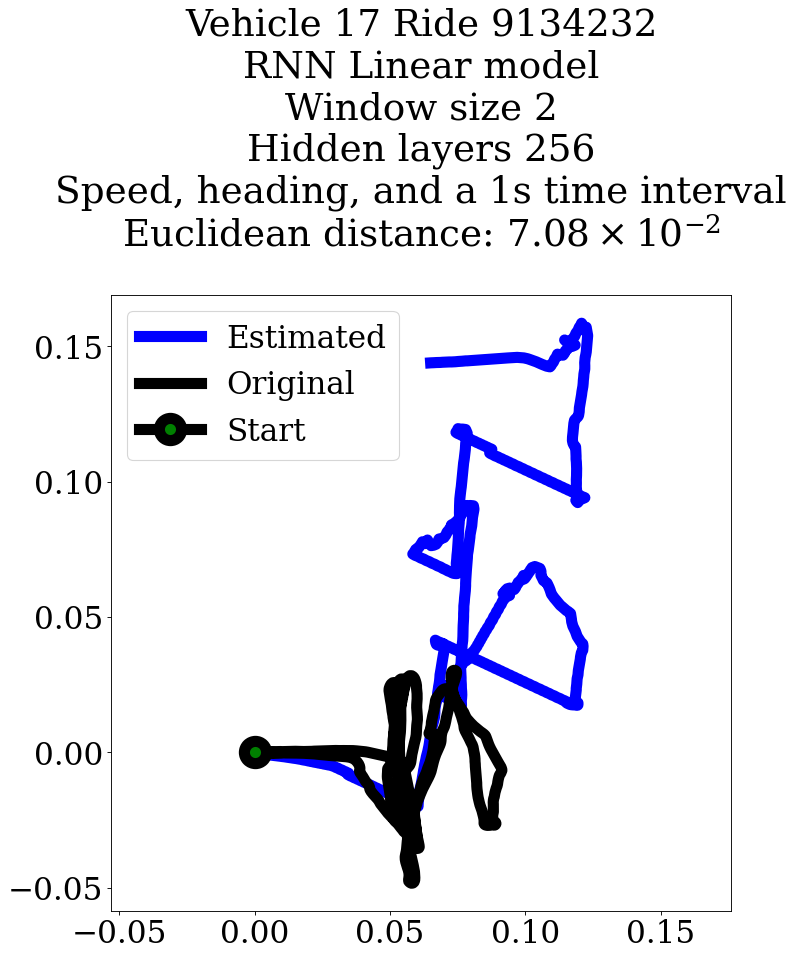 Vehicle 17 Ride 9134232
RNN Linear model
Window size 2
Hidden layers 256
Speed, heading, and a 1s time interval
Euclidean distance: 7.08 × 10⁻²
Estimated
Original
Start
0.15
0.10
0.05
0.00
−0.05
−0.05 0.00 0.05 0.10 0.15